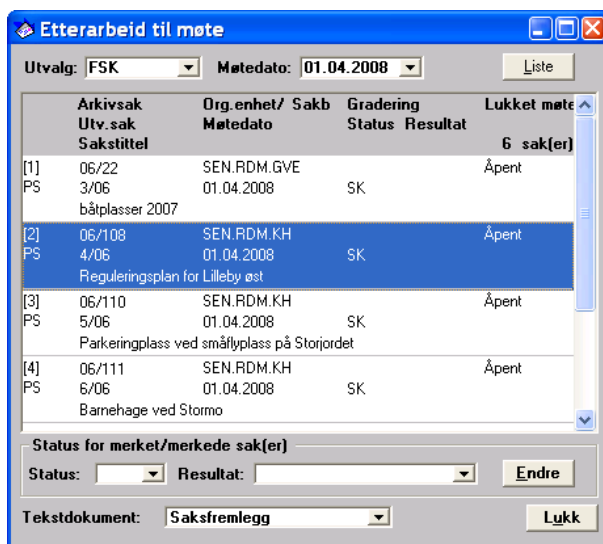 Etterarbeid til møte
Utvalg: FSK Møtedato: 01.04.2008 Liste
Arkivsak Org.enhet/ Sakb Gradering Lukket møte
Utv.sak Møtedato Status Resultat
Sakstittel 6 sak(er)
[1] 06/22 SEN.RDM.GVE Åpent
PS 3/06 01.04.2008 SK
båtplasser 2007
[2] 06/108 SEN.RDM.KH Åpent
PS 4/06 01.04.2008 SK
Reguleringsplan for Lilleby øst
[3] 06/110 SEN.RDM.KH Åpent
PS 5/06 01.04.2008 SK
Parkeringplass ved småflyplass på Storjordet
[4] 06/111 SEN.RDM.KH Åpent
PS 6/06 01.04.2008 SK
Barnehage ved Stormo
Status for merket/merkede sak(er)
Status: Resultat: Endre
Tekstdokument: Saksfremlegg Lukk